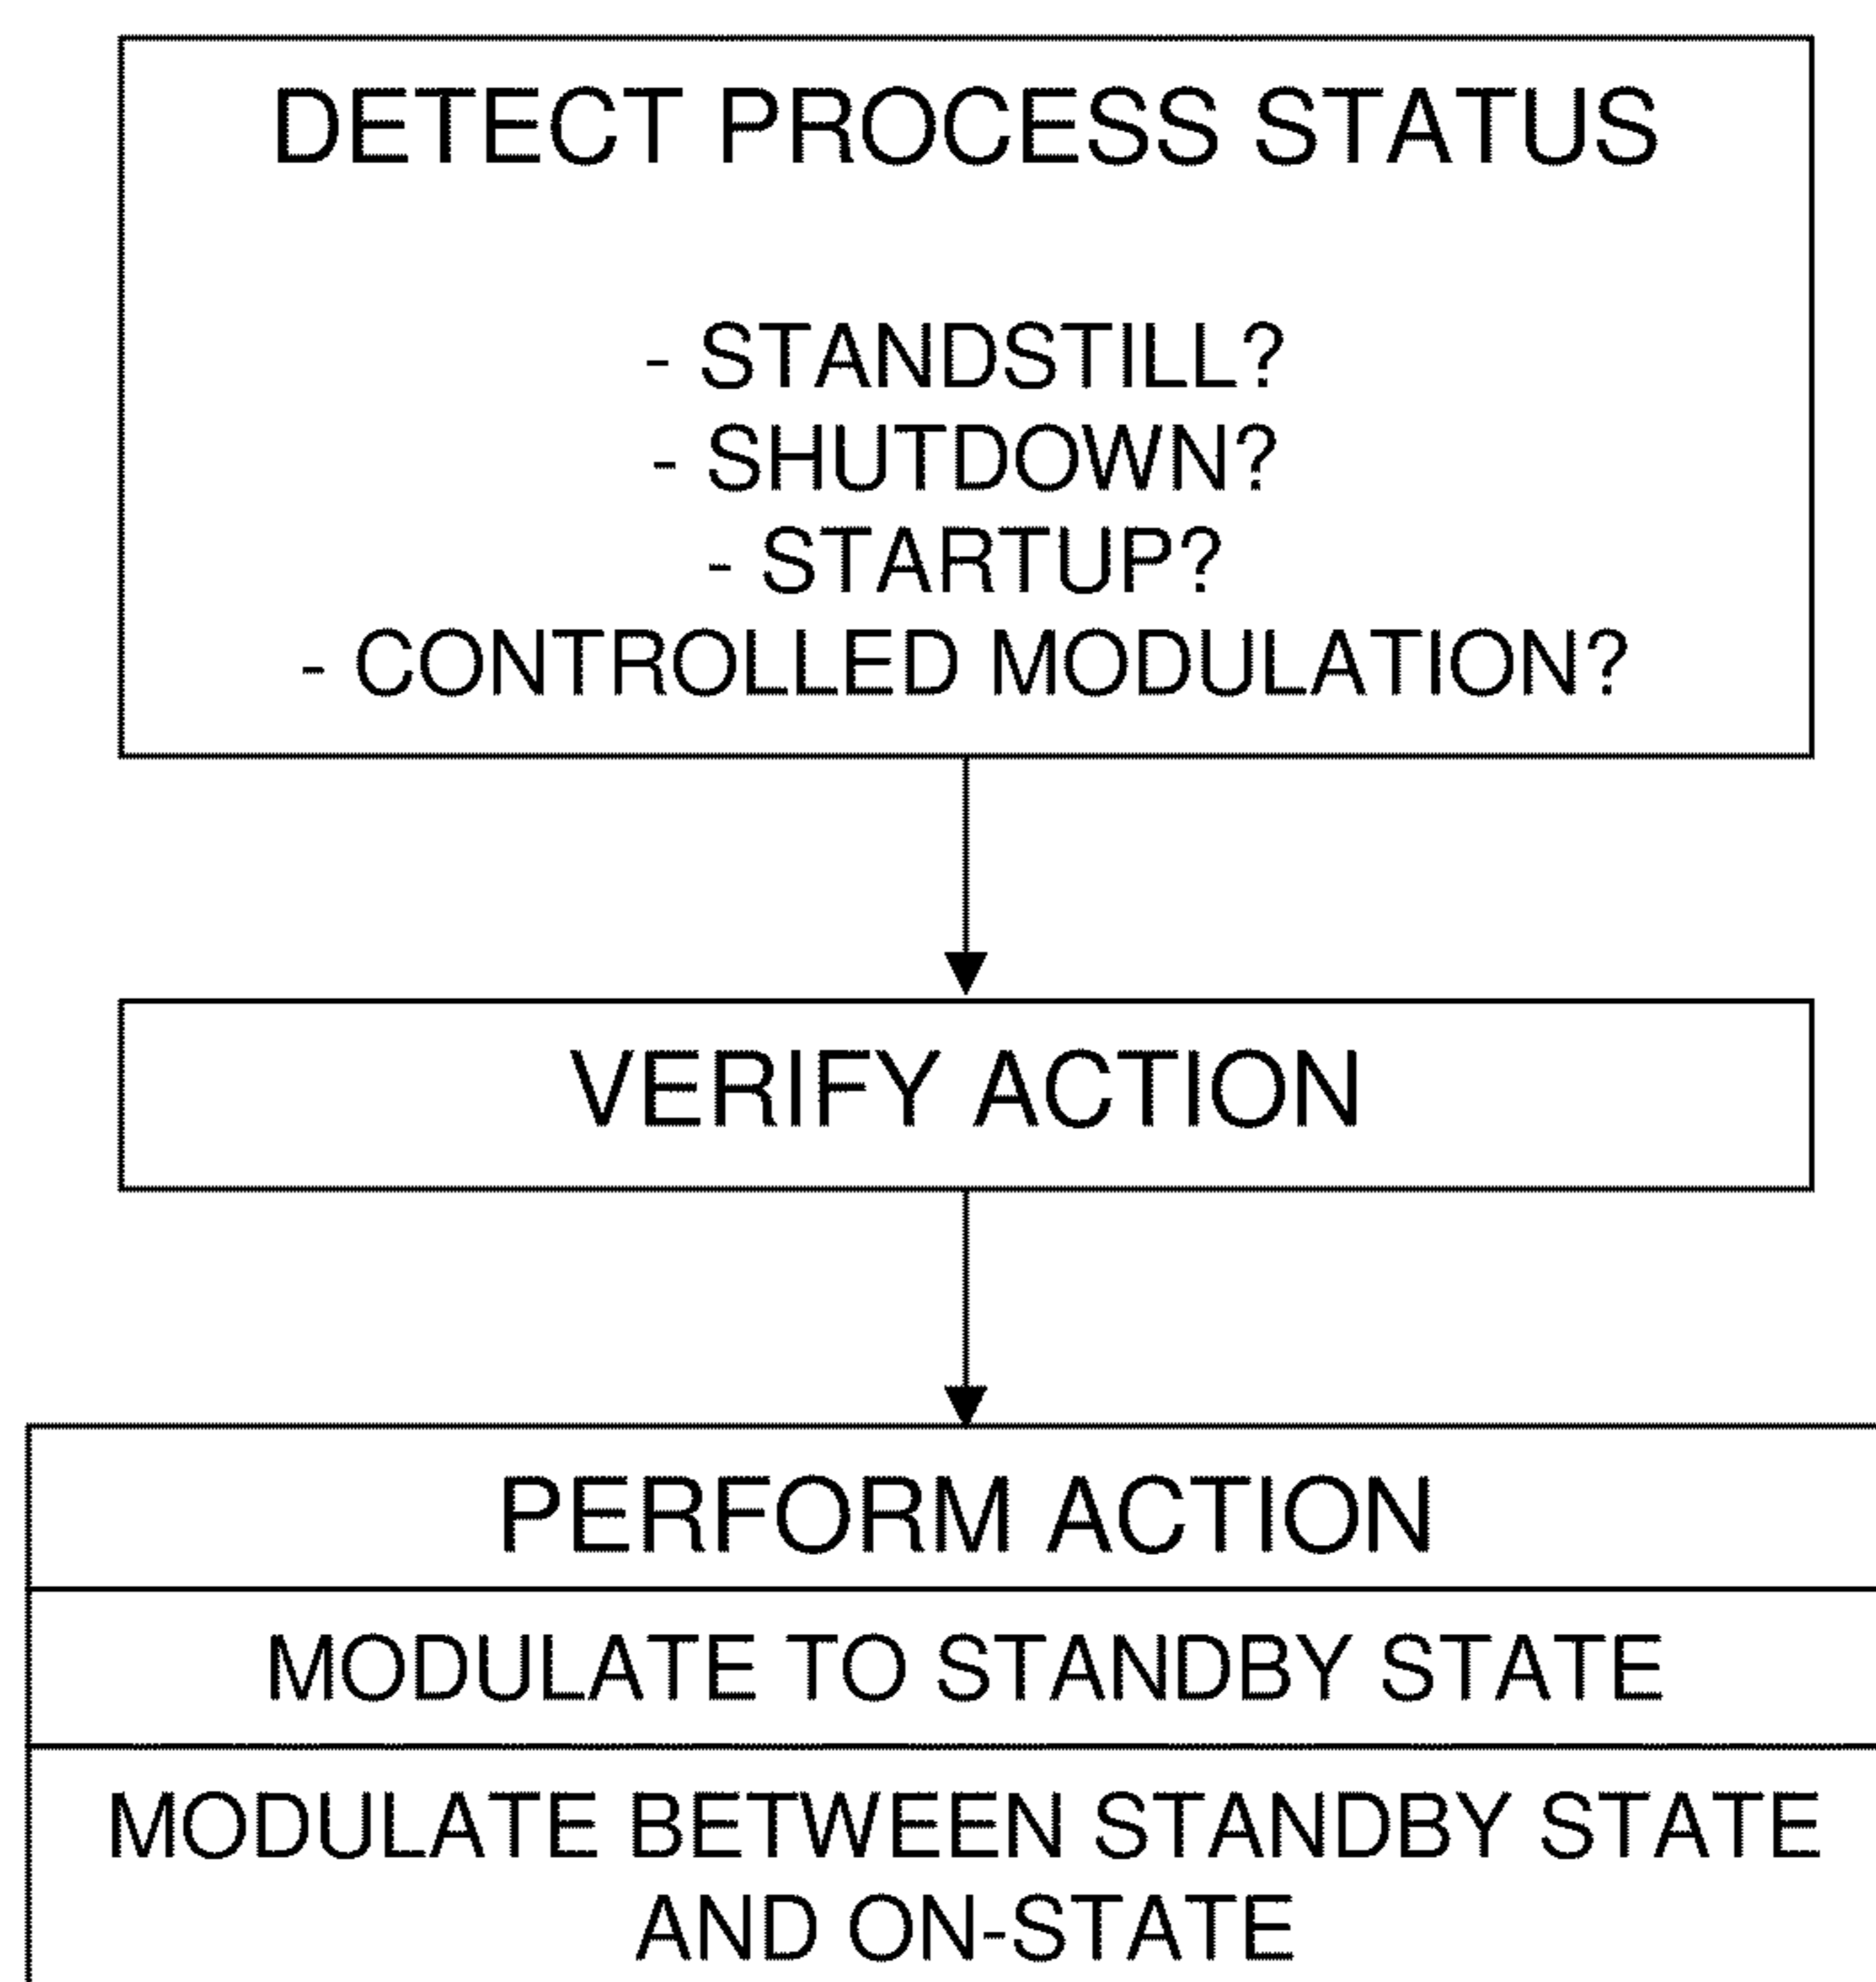 DETECT PROCESS STATUS
- STANDSTILL?
- SHUTDOWN?
- STARTUP?
- CONTROLLED MODULATION?
VERIFY ACTION
PERFORM ACTION
MODULATE TO STANDBY STATE
MODULATE BETWEEN STANDBY STATE
AND ON-STATE